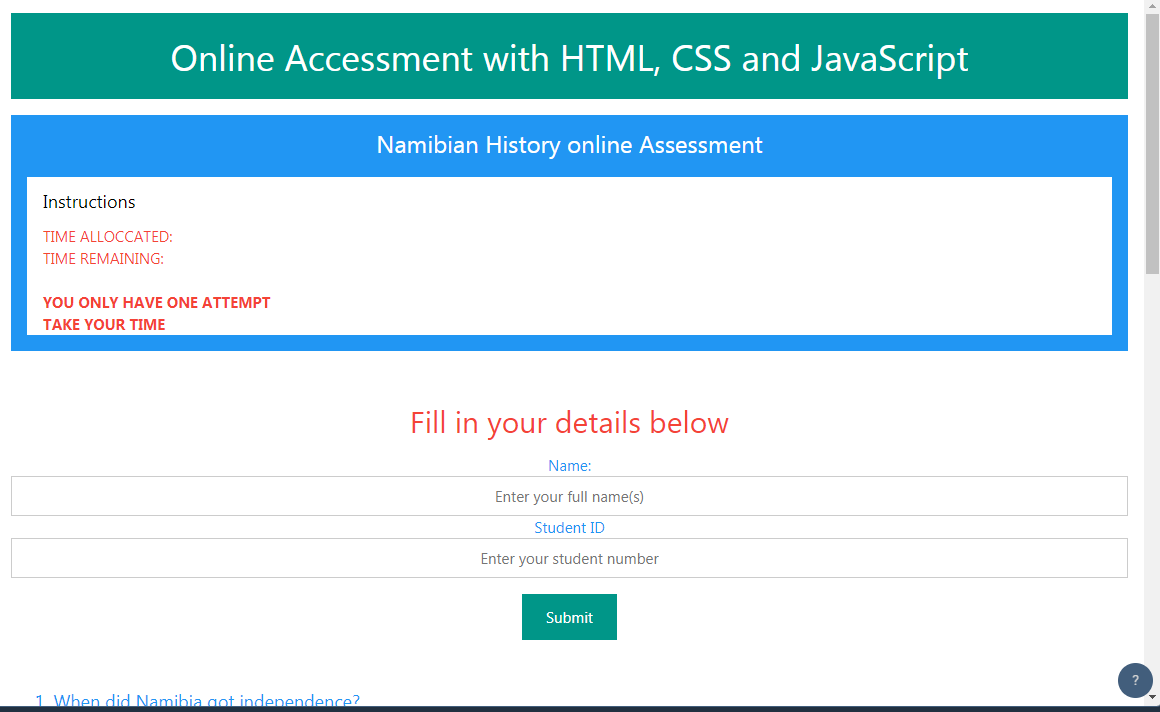 Online Accessment with HTML, CSS and JavaScript
Namibian History online Assessment
Instructions
TIME ALLOCCATED:
TIME REMAINING:
YOU ONLY HAVE ONE ATTEMPT
TAKE YOUR TIME
Fill in your details below
Name:
Enter your full name(s)
Student ID
Enter your student number
Submit
?
1. When did Namibia got independence?